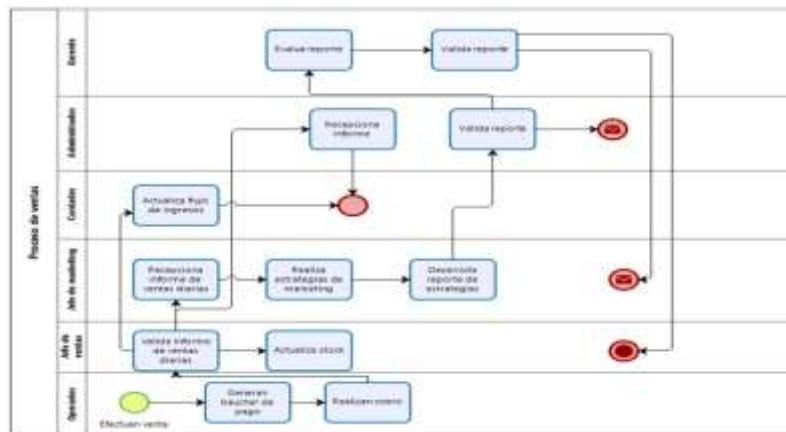 Proceso de ventas
Gerente
Evalua reporte
Valida reporte
Administrador
Recepciona
informe
Valida reporte
Contador
Actualiza flujo
de ingresos
Jefe de marketing
Recepciona
informe de
ventas diarias
Realiza
estrategias de
marketing
Desarrolla
reporte de
estrategias
Jefe de
ventas
Valida informe
de ventas
diarias
Actualiza stock
Operador
Efectuan venta
Generan
baucher de
pago
Realizan cobro